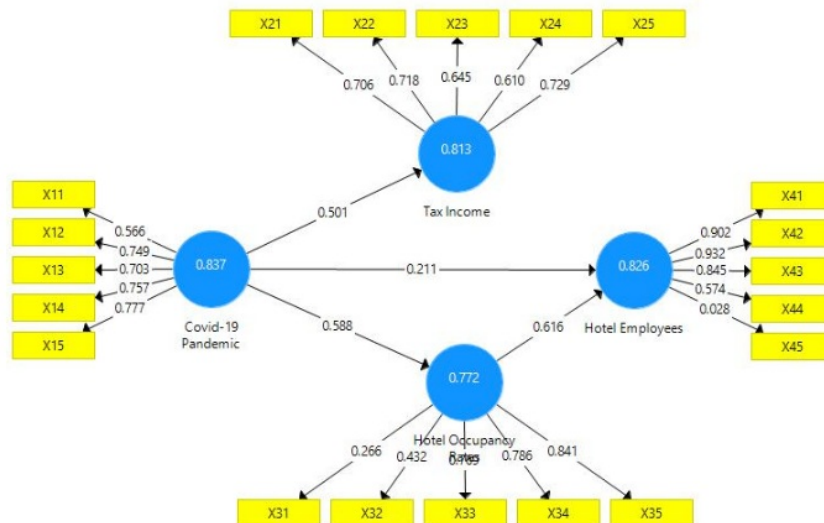 X21
X22
X23
X24
X25
0.706
0.718
0.645
0.610
0.729
0.813
Tax Income
X11
X12
X13
X14
X15
0.566
0.749
0.703
0.757
0.777
0.837
Covid-19
Pandemic
0.501
0.211
0.588
0.616
0.826
Hotel Employees
0.902
0.932
0.845
0.574
0.028
X41
X42
X43
X44
X45
0.772
Hotel Occupancy
Rates
0.266
0.432
0.786
0.841
X31
X32
X33
X34
X35